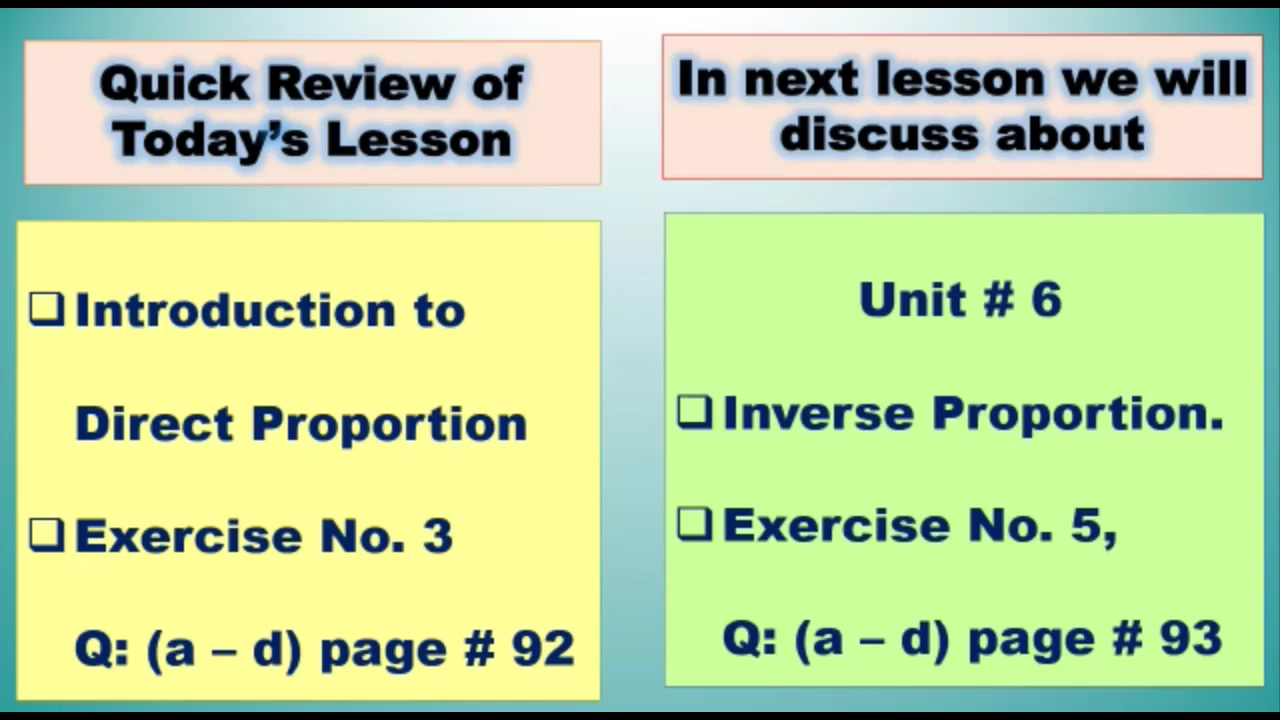 Quick Review of
Today's Lesson
❑ Introduction to
Direct Proportion
❑ Exercise No. 3
Q: (a – d) page # 92
In next lesson we will
discuss about
Unit # 6
❑ Inverse Proportion.
❑ Exercise No. 5,
Q: (a – d) page # 93